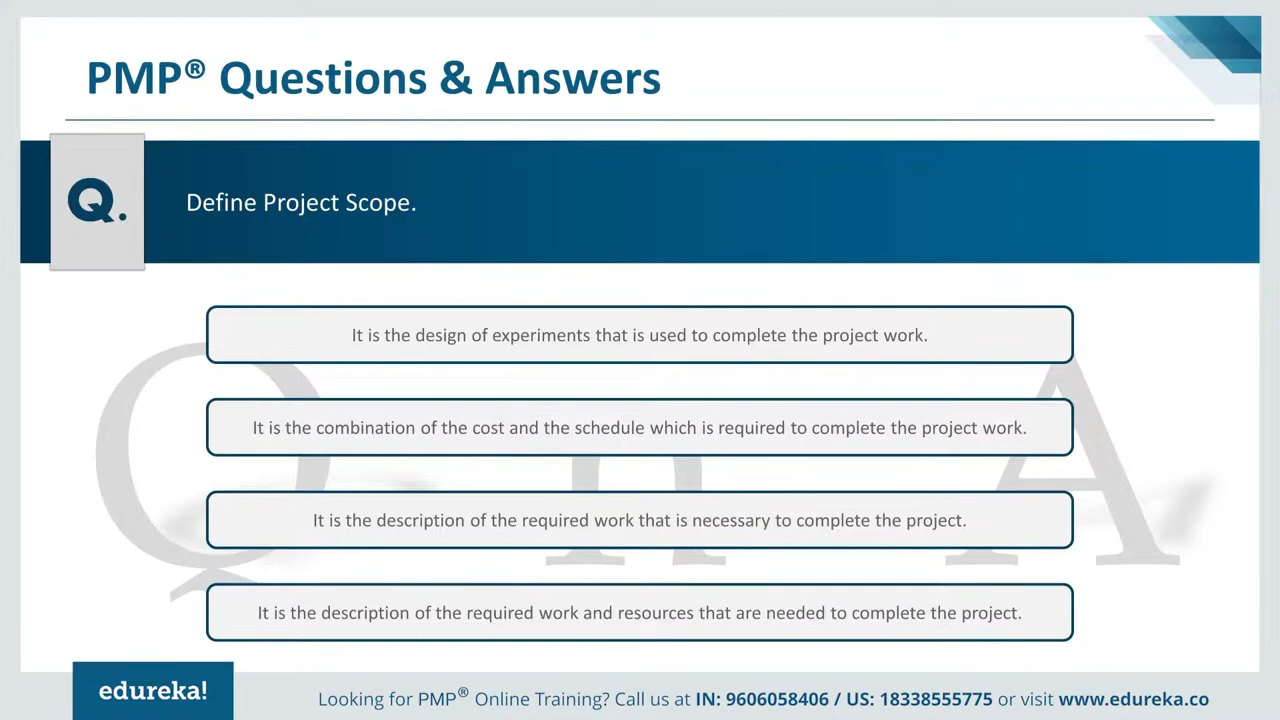 PMP® Questions & Answers
Q.
Define Project Scope.
It is the design of experiments that is used to complete the project work.
It is the combination of the cost and the schedule which is required to complete the project work.
It is the description of the required work that is necessary to complete the project.
It is the description of the required work and resources that are needed to complete the project.
Q n A
edureka!
Looking for PMP® Online Training? Call us at IN: 9606058406 / US: 18338555775 or visit www.edureka.co